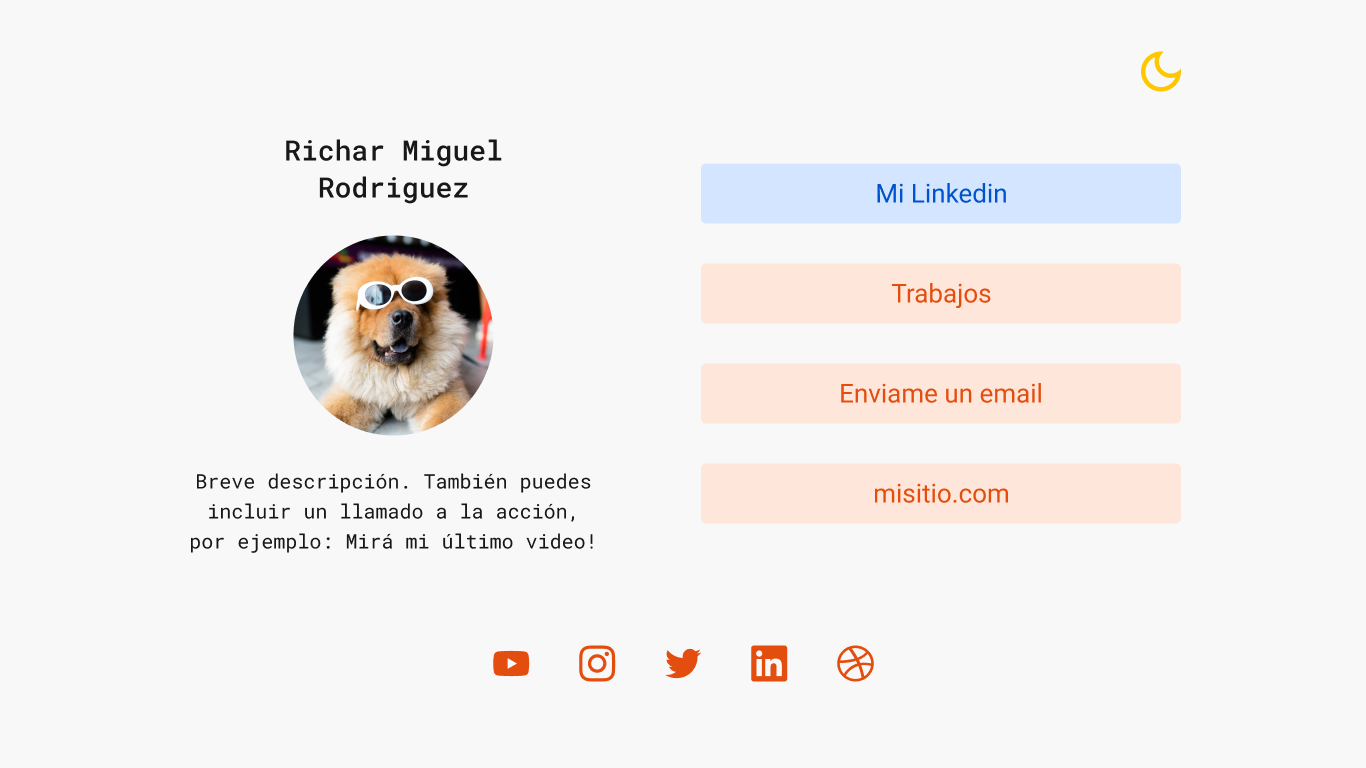 Richar Miguel
Rodriguez
Breve descripción. También puedes
incluir un llamado a la acción,
por ejemplo: Mirá mi último video!
Mi Linkedin
Trabajos
Enviame un email
misitio.com
in